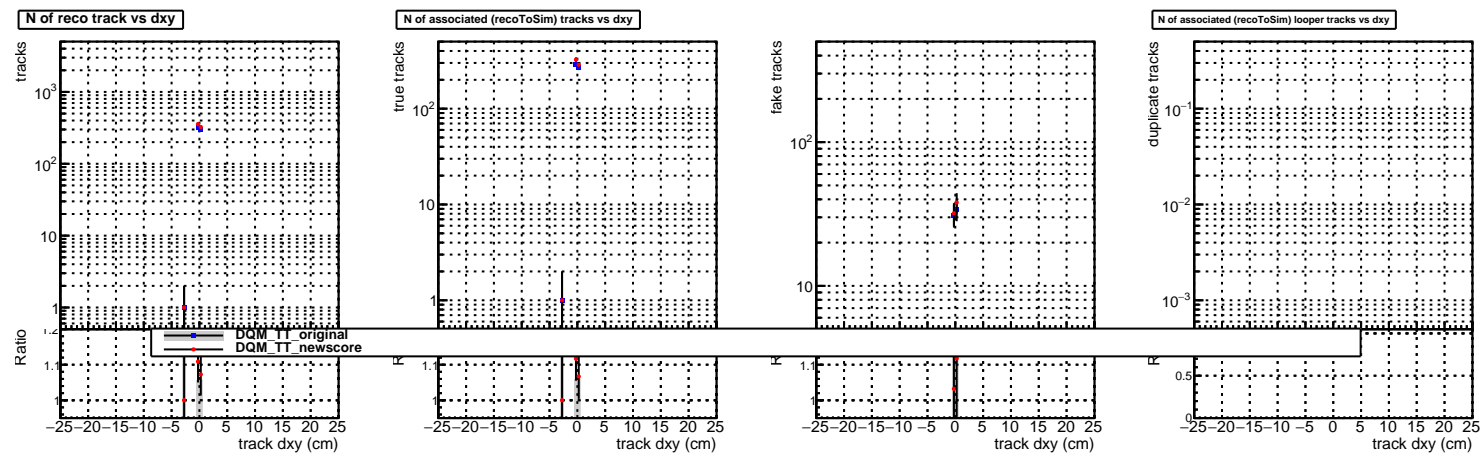 N of reco track vs dxy
tracks
10³
10²
10
1
Ratio
1.2
1.1
1
−25 −20 −15 −10 −5 0 5 10 15 20 25
track dxy (cm)
N of associated (recoToSim) tracks vs dxy
true tracks
10²
10
1
1.1
1
−25 −20 −15 −10 −5 0 5 10 15 20 25
track dxy (cm)
fake tracks
10²
10
1.1
1
−25 −20 −15 −10 −5 0 5 10 15 20 25
track dxy (cm)
N of associated (recoToSim) looper tracks vs dxy
duplicate tracks
10⁻¹
10⁻²
10⁻³
0.5
0
−25 −20 −15 −10 −5 0 5 10 15 20 25
track dxy (cm)
DQM_TT_original
DQM_TT_newscore